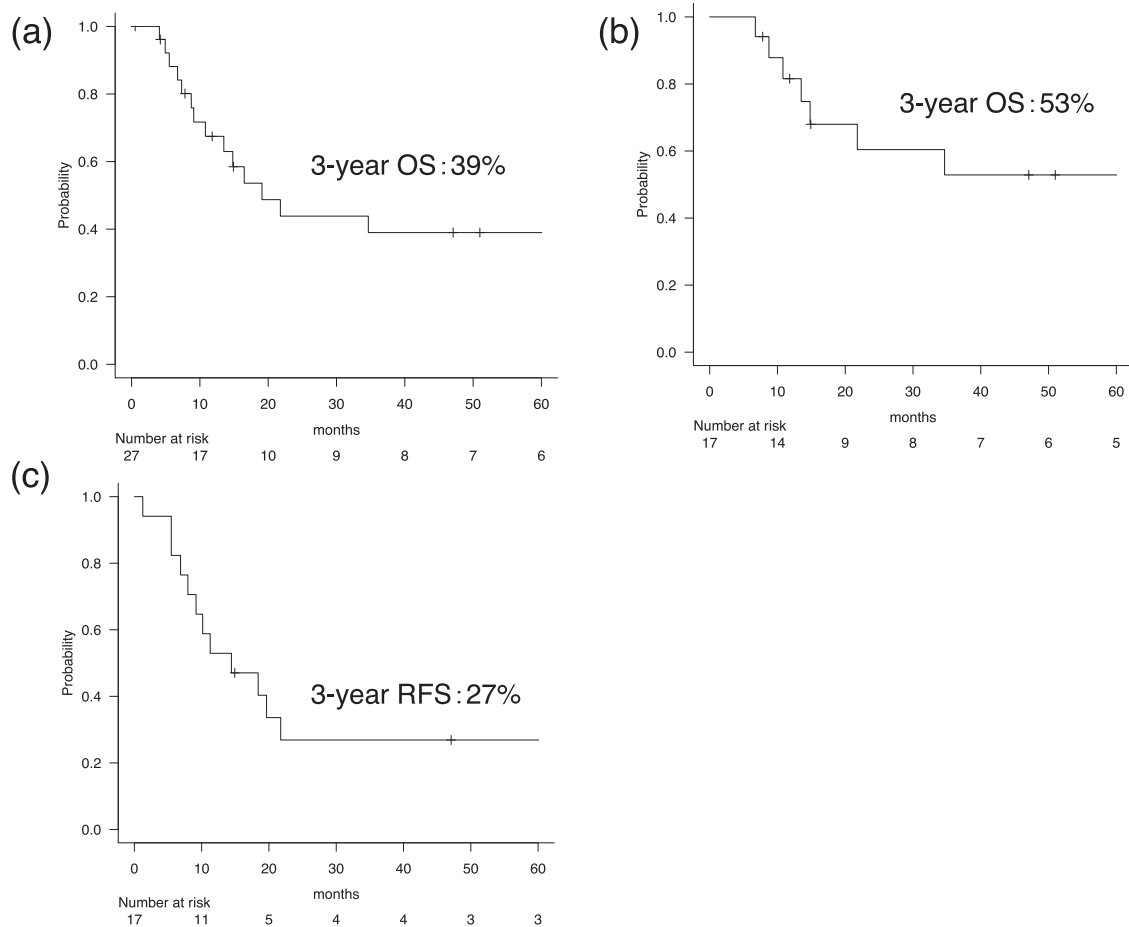 (a)
1.0
0.8
0.6
0.4
0.2
0.0
Probability
3-year OS : 39%
0 10 20 30 40 50 60
months
Number at risk
27 17 10 9 8 7 6
(b)
1.0
0.8
0.6
0.4
0.2
0.0
Probability
3-year OS : 53%
0 10 20 30 40 50 60
months
Number at risk
17 14 9 8 7 6 5
(c)
1.0
0.8
0.6
0.4
0.2
0.0
Probability
3-year RFS : 27%
0 10 20 30 40 50 60
months
Number at risk
17 11 5 4 4 3 3